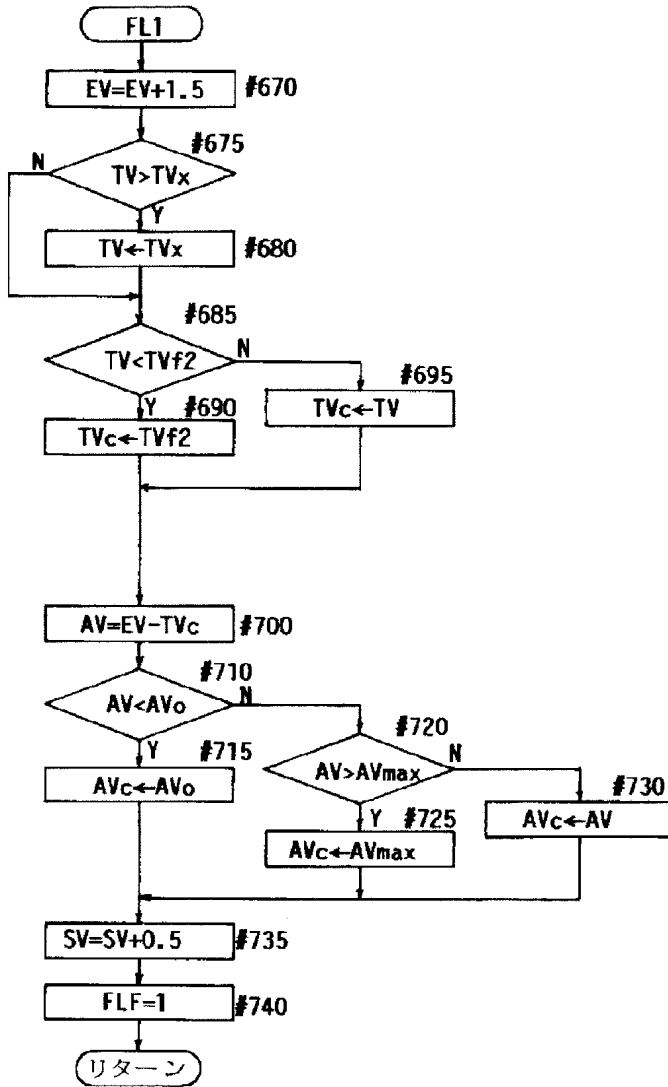 FL1
EV=EV+1.5 #670
#675
N TV>TVx
Y
TV←TVx #680
#685
TV<TVf2 N
Y #690
#695
TVc←TVf2
TVc←TV
AV=EV-TVc #700
#710
AV<AVo N
Y #715
#720
AVc←AVo
AV>AVmax N
Y #725
#730
AVc←AVmax
AVc←AV
SV=SV+0.5 #735
FLF=1 #740
リターン